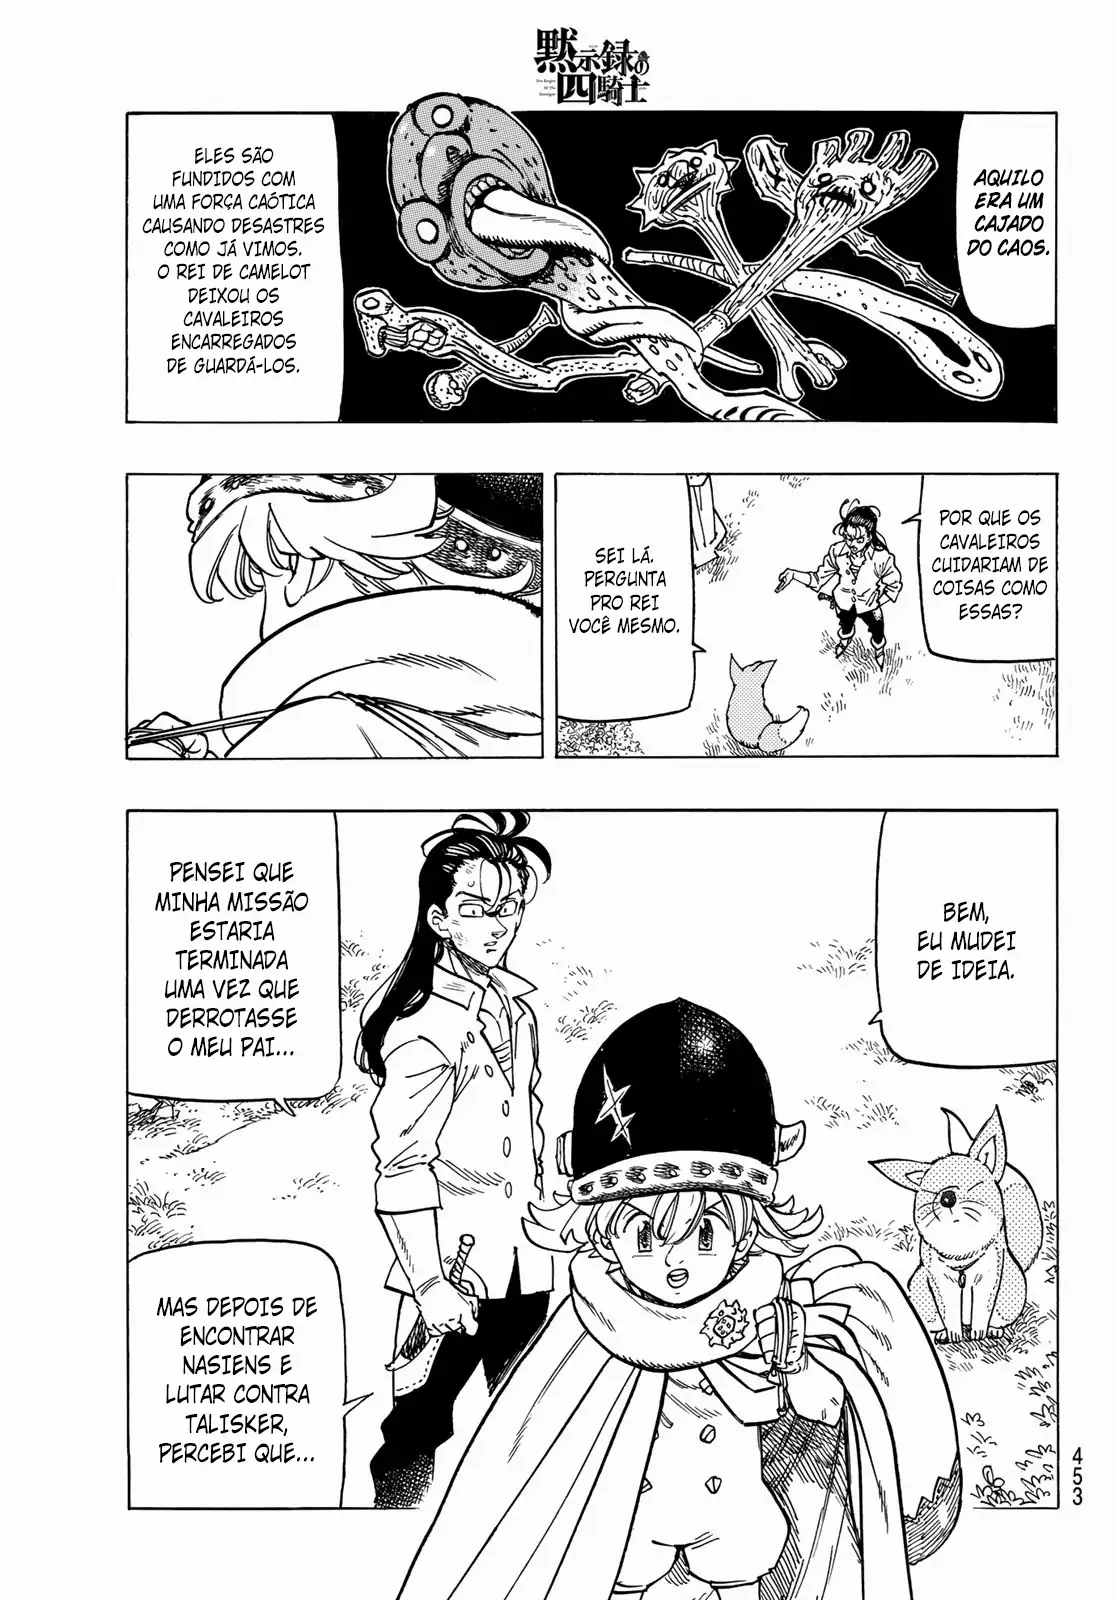 黙示録の
四騎士
AQUILO
ERA UM
CAJADO
DO CAOS.
ELES SÃO
FUNDIDOS COM
UMA FORÇA CAÓTICA
CAUSANDO DESASTRES
COMO JÁ VIMOS.
O REI DE CAMELOT
DEIXOU OS
CAVALEIROS
ENCARREGADOS
DE GUARDÁ-LOS.
POR QUE OS
CAVALEIROS
CUIDARIAM DE
COISAS COMO
ESSAS?
SEI LÁ.
PERGUNTA
PRO REI
VOCÊ MESMO.
BEM,
EU MUDEI
DE IDEIA.
PENSEI QUE
MINHA MISSÃO
ESTARIA
TERMINADA
UMA VEZ QUE
DERROTASSE
O MEU PAI...
MAS DEPOIS DE
ENCONTRAR
NASIENS E
LUTAR CONTRA
TALISKER,
PERCEBI QUE...
453